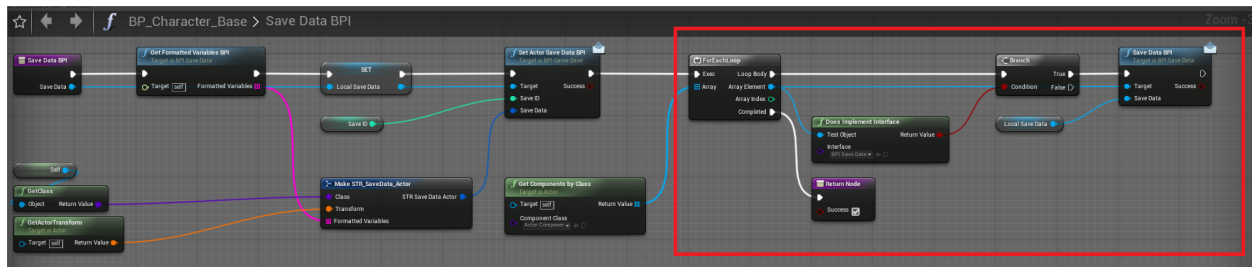 BP_Character_Base > Save Data BPI
Save Data BPI
Save Data
Get Formatted Variables BPI
Target is BPI Save Data
Target self
Formatted Variables
SET
Local Save Data
Save ID
Set Actor Save Data BPI
Target is BPI Game Save
Target
Success
Save ID
Save Data
Self
GetClass
Object
Return Value
GetActorTransform
Target is Actor
Target self
Return Value
Make STR_SaveData_Actor
Class
STR Save Data Actor
Transform
Formatted Variables
Get Components by Class
Target is Actor
Target self
Return Value
Component Class
Actor Componer
ForEachLoop
Exec
Loop Body
Array
Array Element
Array Index
Completed
Does Implement Interface
Test Object
Return Value
Interface
BPI Save Data
Return Node
Success
Branch
True
Condition
False
Local Save Data
Save Data BPI
Target is BPI Save Data
Target
Success
Save Data